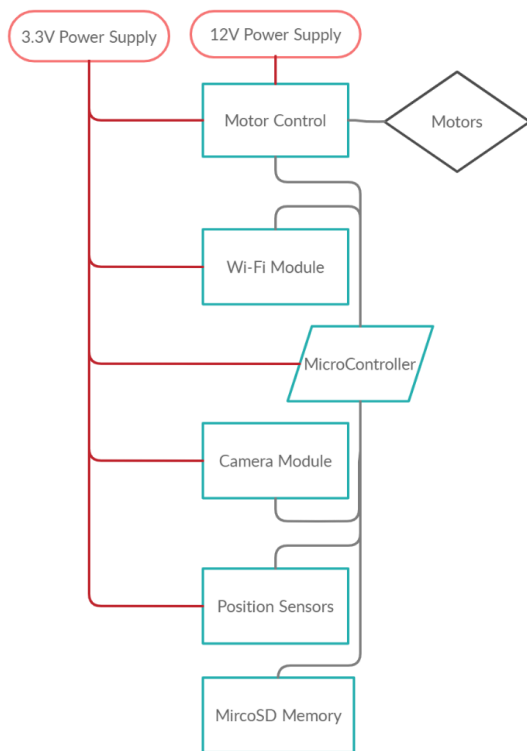 3.3V Power Supply
12V Power Supply
Motor Control
Motors
Wi-Fi Module
MicroController
Camera Module
Position Sensors
MircoSD Memory